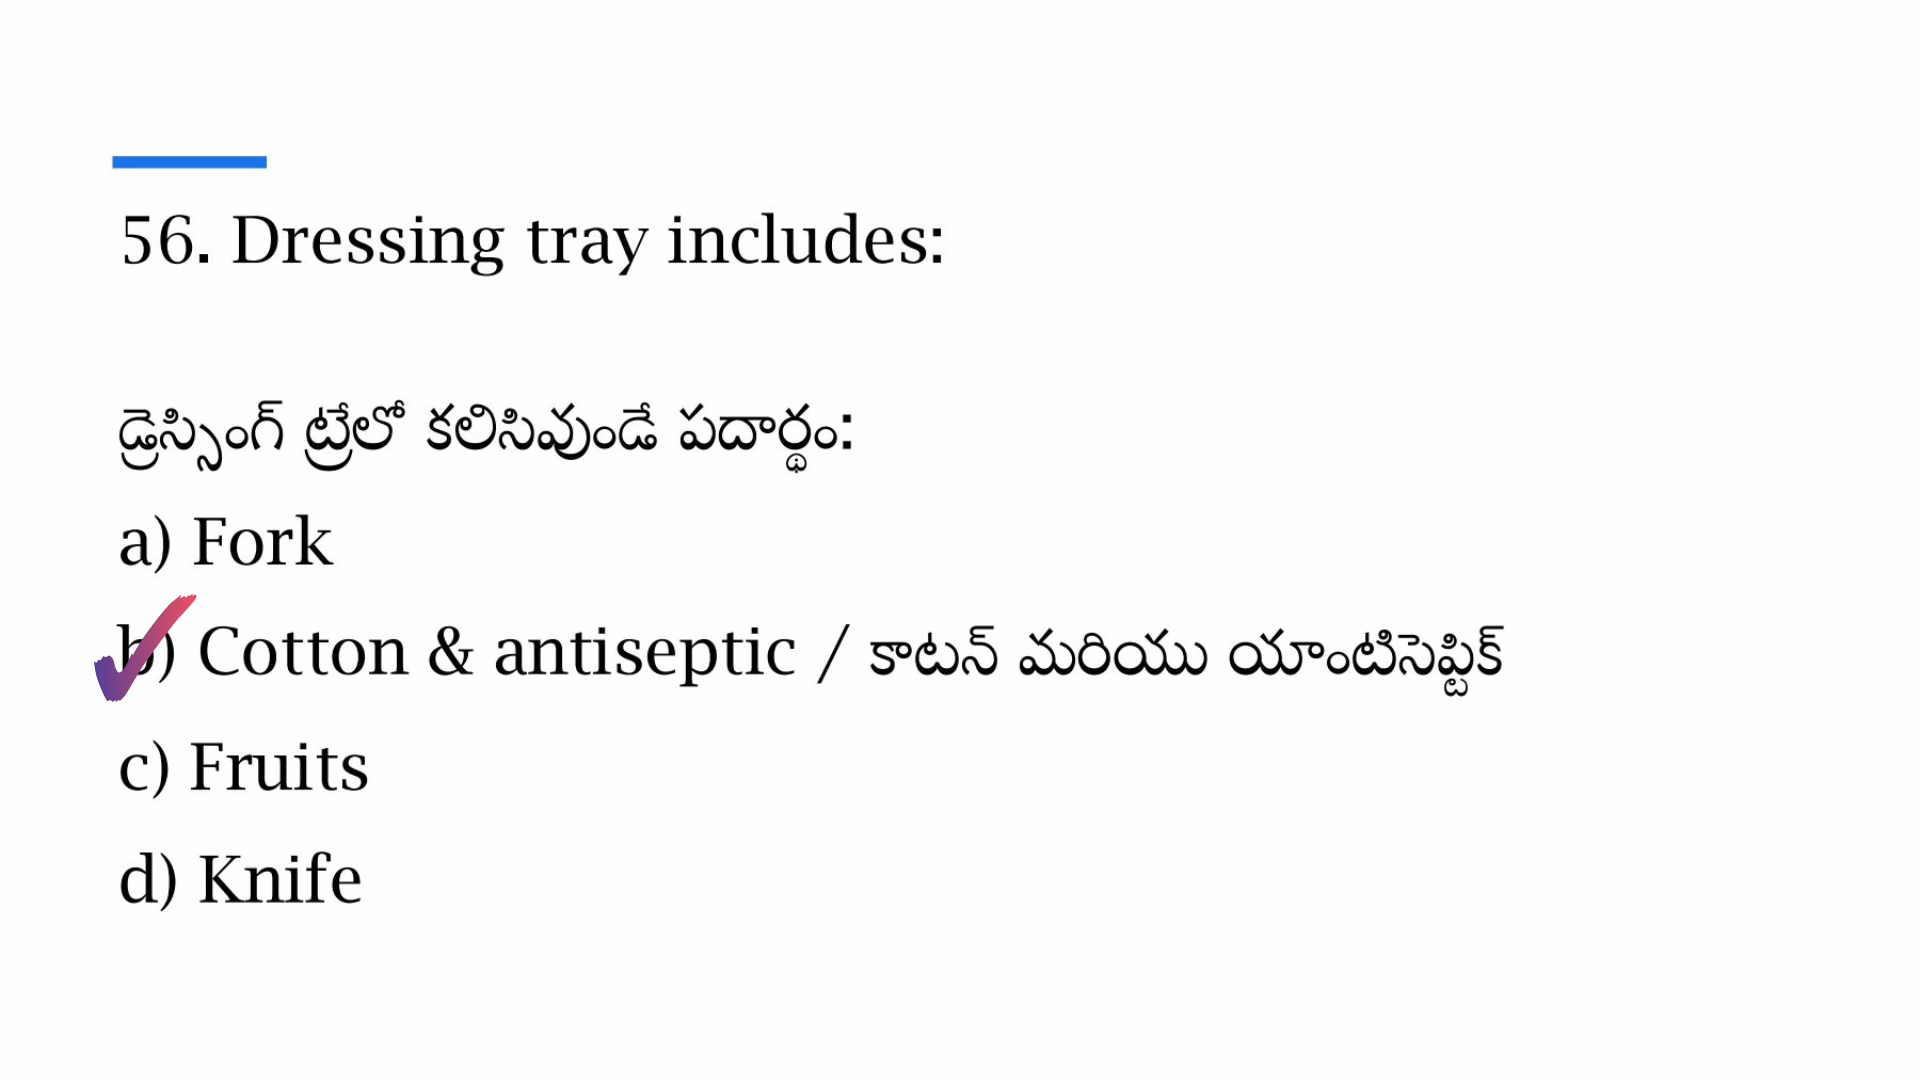 56. Dressing tray includes:
డ్రెస్సింగ్ ట్రేలో కలిసివుండే పదార్థం:
a) Fork
b) Cotton & antiseptic / కాటన్ మరియు యాంటిసెప్టిక్
c) Fruits
d) Knife